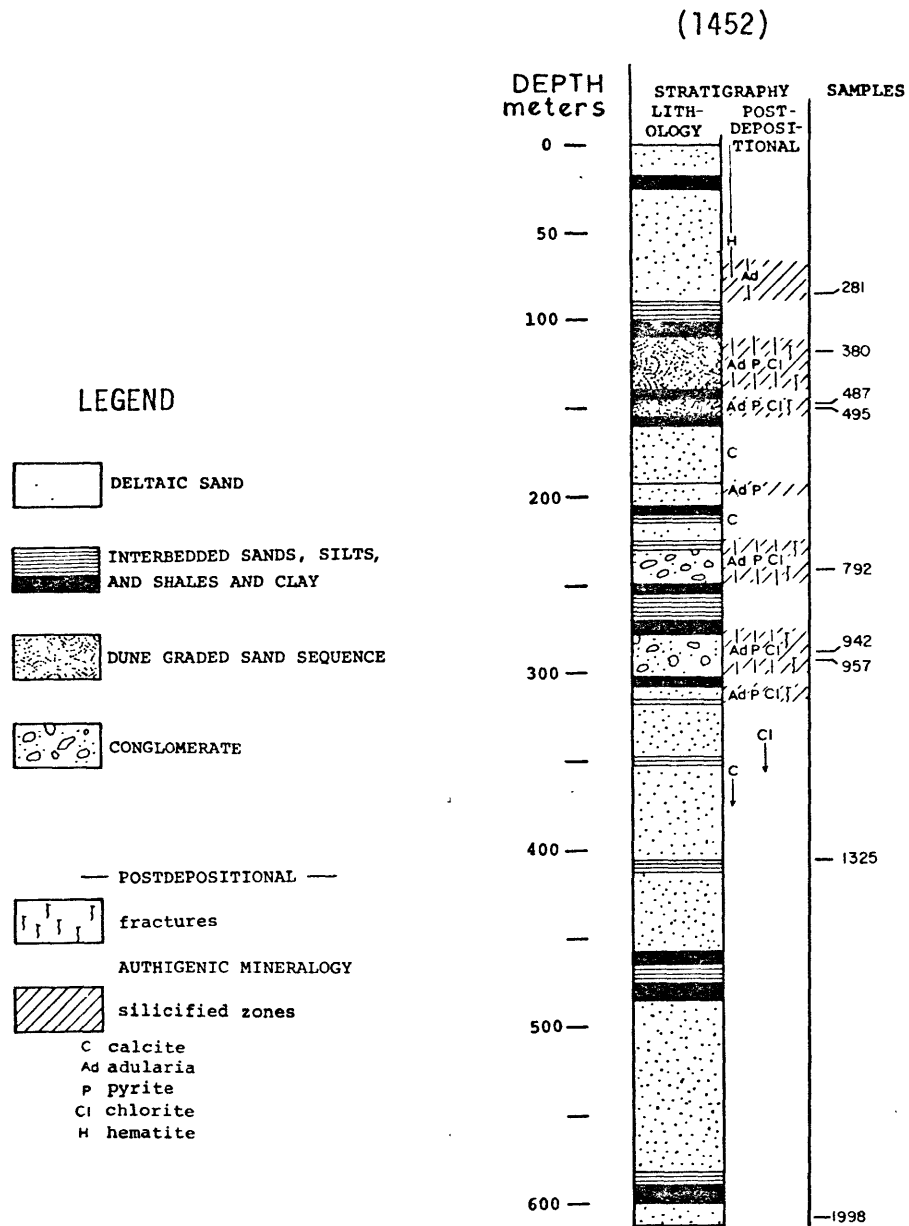 (1452)
DEPTH
meters
STRATIGRAPHY
LITH-
OLOGY
POST-
DEPOSI-
TIONAL
SAMPLES
0
50
H
Ad
281
100
380
Ad P Cl
487
Ad P Cl
495
C
Ad P
200
C
Ad P Cl
792
Ad P Cl
942
957
300
Ad P Cl
Cl
C
400
1325
500
600
1998
LEGEND
DELTAIC SAND
INTERBEDDED SANDS, SILTS,
AND SHALES AND CLAY
DUNE GRADED SAND SEQUENCE
CONGLOMERATE
— POSTDEPOSITIONAL —
fractures
AUTHIGENIC MINERALOGY
silicified zones
C calcite
Ad adularia
P pyrite
Cl chlorite
H hematite